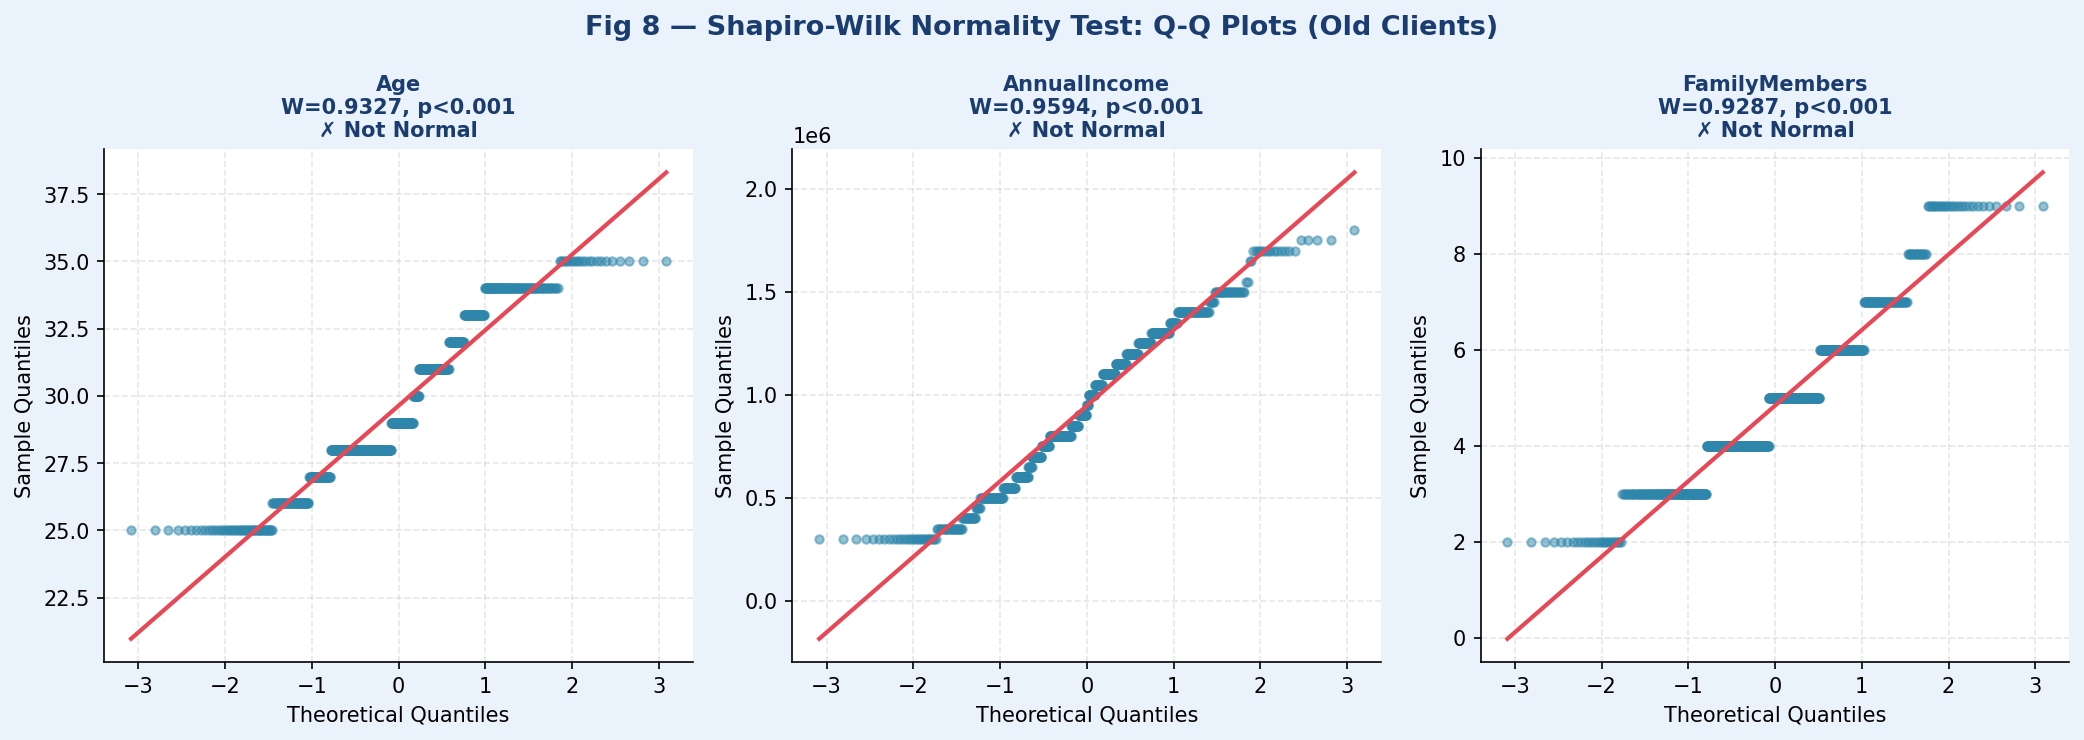 Fig 8 — Shapiro-Wilk Normality Test: Q-Q Plots (Old Clients)
Age
W=0.9327, p<0.001
✗ Not Normal
37.5
35.0
32.5
30.0
27.5
25.0
22.5
Sample Quantiles
−3
−2
−1
0
1
2
3
Theoretical Quantiles
AnnualIncome
W=0.9594, p<0.001
✗ Not Normal
1e6
2.0
1.5
1.0
0.5
0.0
Sample Quantiles
−3
−2
−1
0
1
2
3
Theoretical Quantiles
FamilyMembers
W=0.9287, p<0.001
✗ Not Normal
10
8
6
4
2
0
Sample Quantiles
−3
−2
−1
0
1
2
3
Theoretical Quantiles